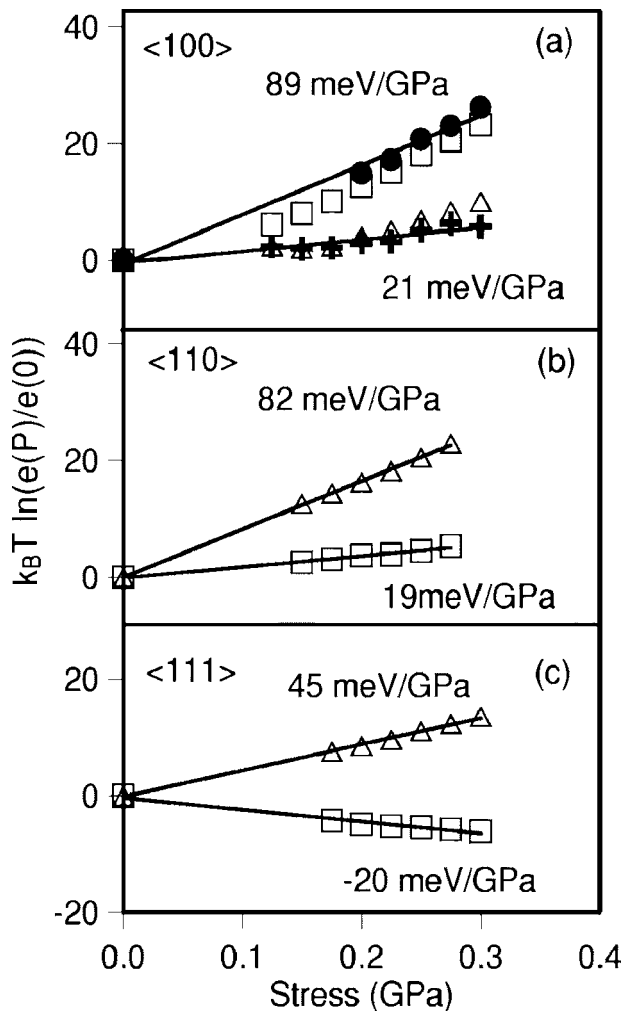 40
<100>
(a)
89 meV/GPa
20
0
21 meV/GPa
40
<110>
(b)
82 meV/GPa
20
0
19meV/GPa
<111>
(c)
45 meV/GPa
20
0
-20 meV/GPa
-20
0.0 0.1 0.2 0.3 0.4
Stress (GPa)
kBT ln(e(P)/e(0))